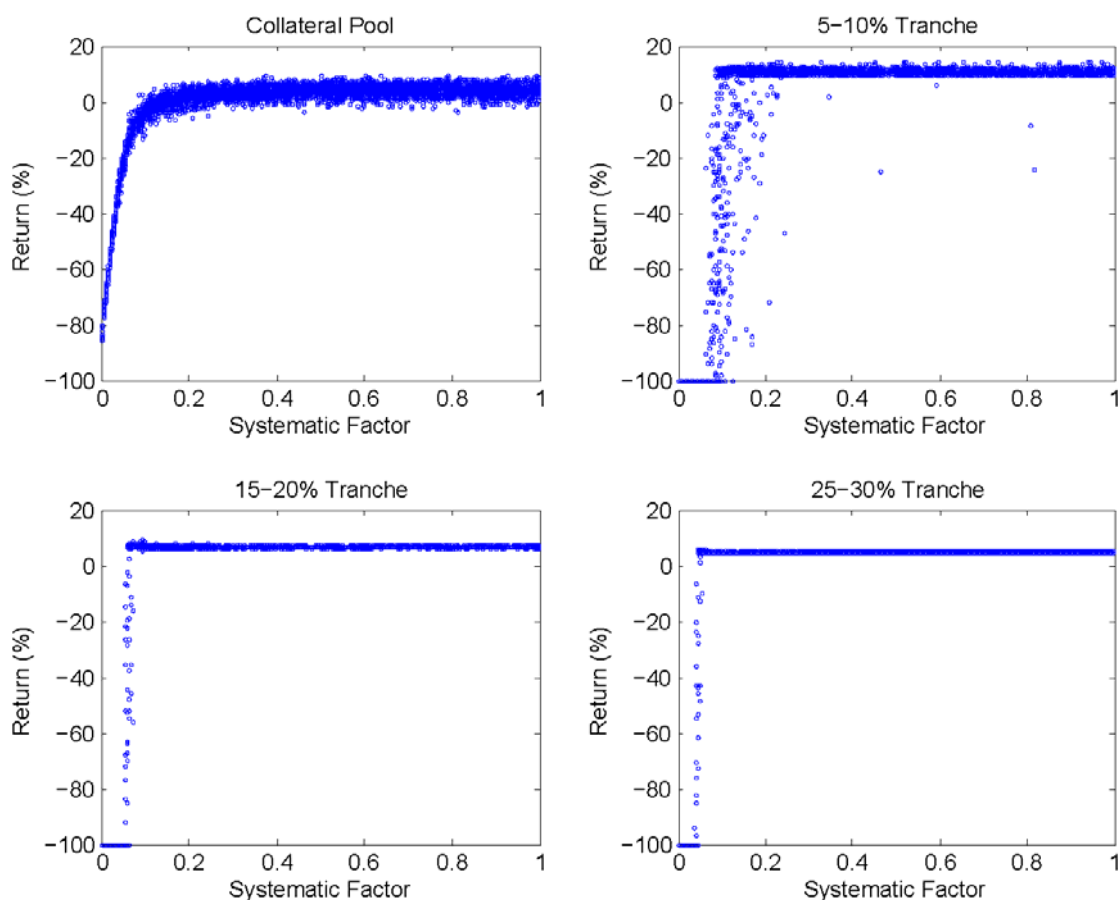 Collateral Pool
20
0
−20
−40
−60
−80
−100
Return (%)
0 0.2 0.4 0.6 0.8 1
Systematic Factor
5−10% Tranche
20
0
−20
−40
−60
−80
−100
Return (%)
0 0.2 0.4 0.6 0.8 1
Systematic Factor
15−20% Tranche
20
0
−20
−40
−60
−80
−100
Return (%)
0 0.2 0.4 0.6 0.8 1
Systematic Factor
25−30% Tranche
20
0
−20
−40
−60
−80
−100
Return (%)
0 0.2 0.4 0.6 0.8 1
Systematic Factor